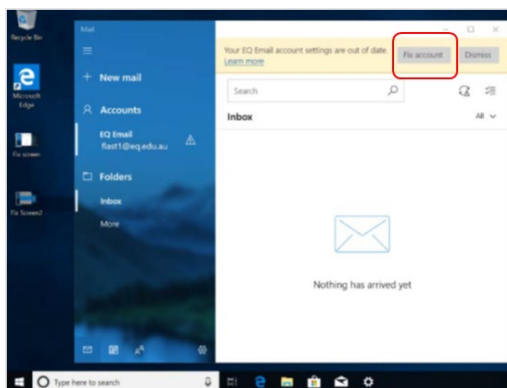 Recycle Bin
Microsoft
Edge
Fix screen
Fix Screen2
Mail
New mail
Accounts
EQ Email
flast1@eq.edu.au
Folders
Inbox
More
Your EQ Email account settings are out of date.
Learn more
Fix account
Dismiss
Search
Inbox
All
Nothing has arrived yet
Type here to search